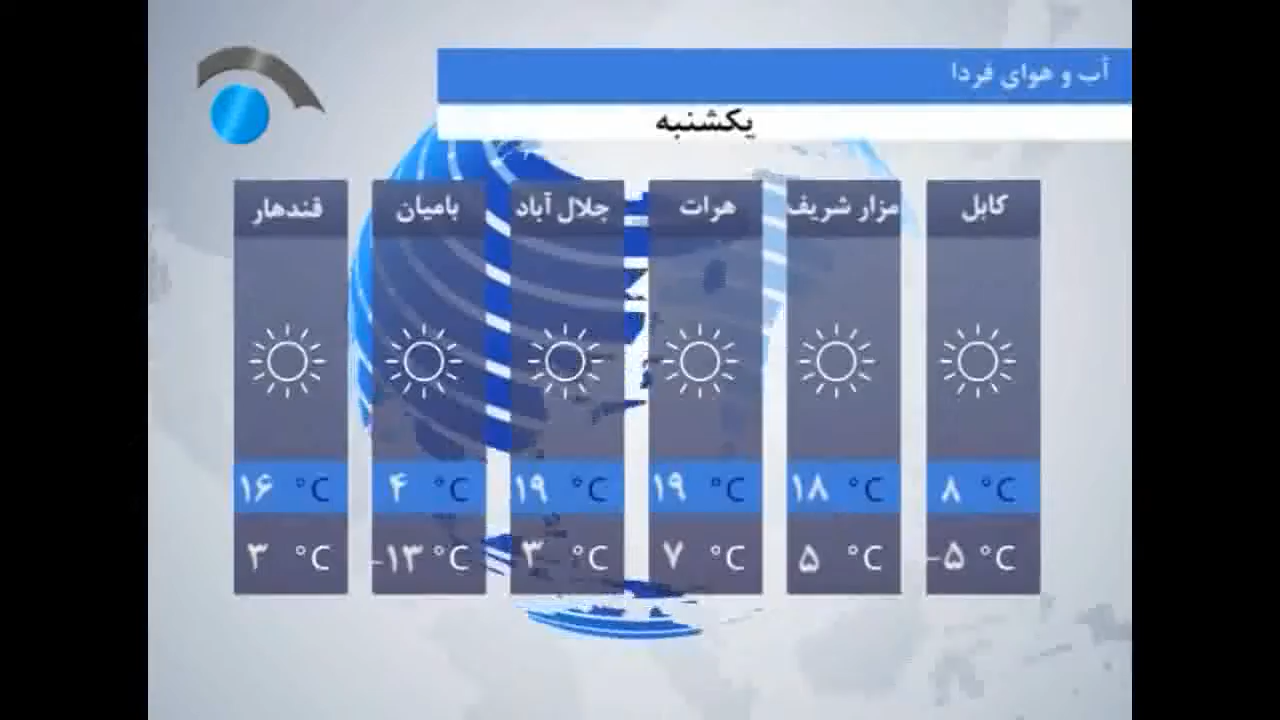 آب و هوای فردا
یکشنبه
کابل
مزار شریف
هرات
جلال آباد
بامیان
قندهار
۸ °C
۱۸ °C
۱۹ °C
۱۹ °C
۴ °C
۱۶ °C
-۵ °C
۵ °C
۷ °C
۳ °C
-۱۳ °C
۳ °C